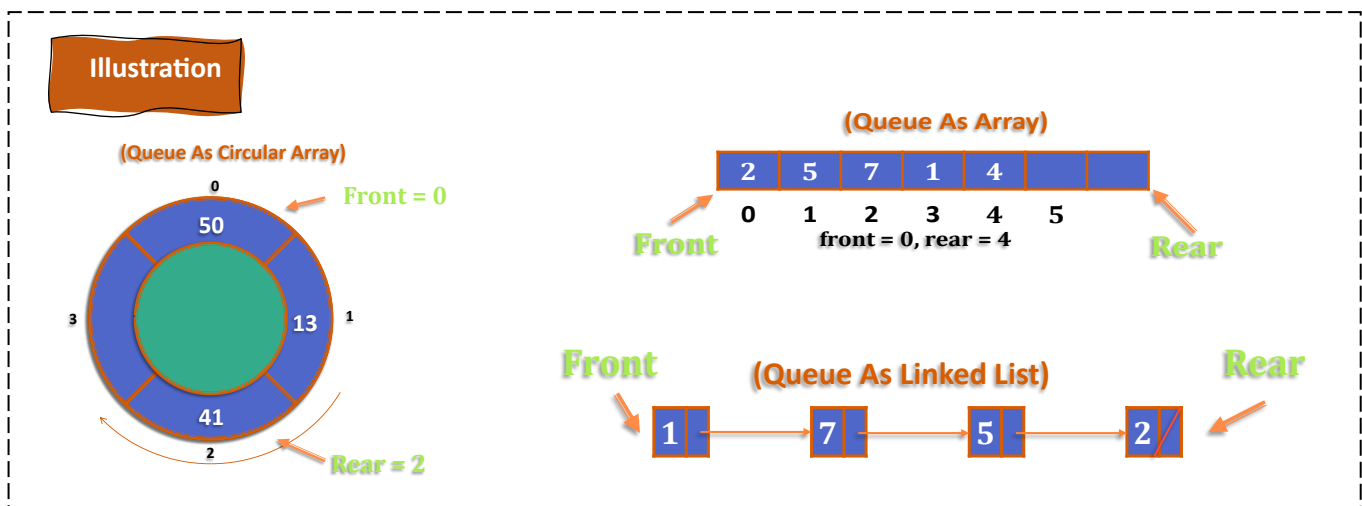 Illustration
(Queue As Circular Array)
0
Front = 0
50
3
13
1
41
2
Rear = 2
(Queue As Array)
2 5 7 1 4
0 1 2 3 4 5
Front
front = 0, rear = 4
Rear
Front
(Queue As Linked List)
Rear
1 7 5 2